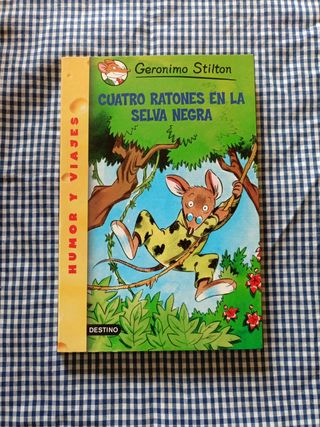 Geronimo Stilton
CUATRO RATONES EN LA
SELVA NEGRA
HUMOR Y VIAJES
DESTINO